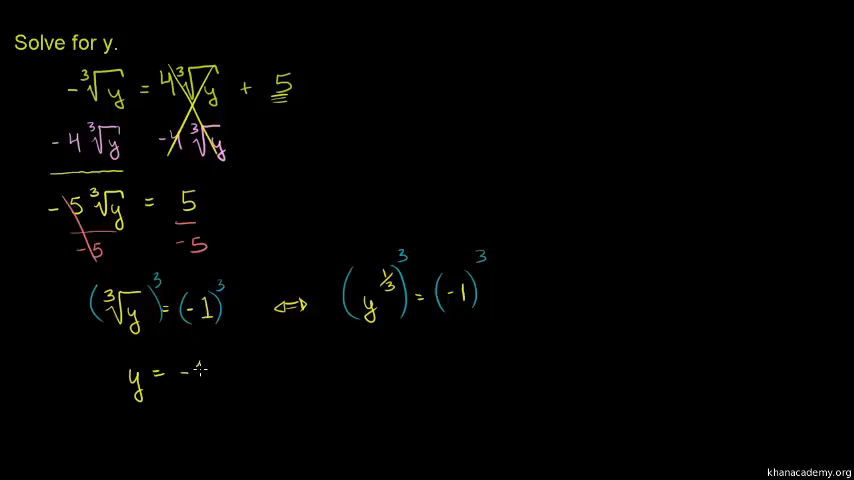 Solve for y.
-∛y = 4∛y + 5
-4∛y -4∛y
-5∛y = 5
-5 -5
(∛y)³ = (-1)³ ⇔ (y^(1/3))³ = (-1)³
y = -
khanacademy.org